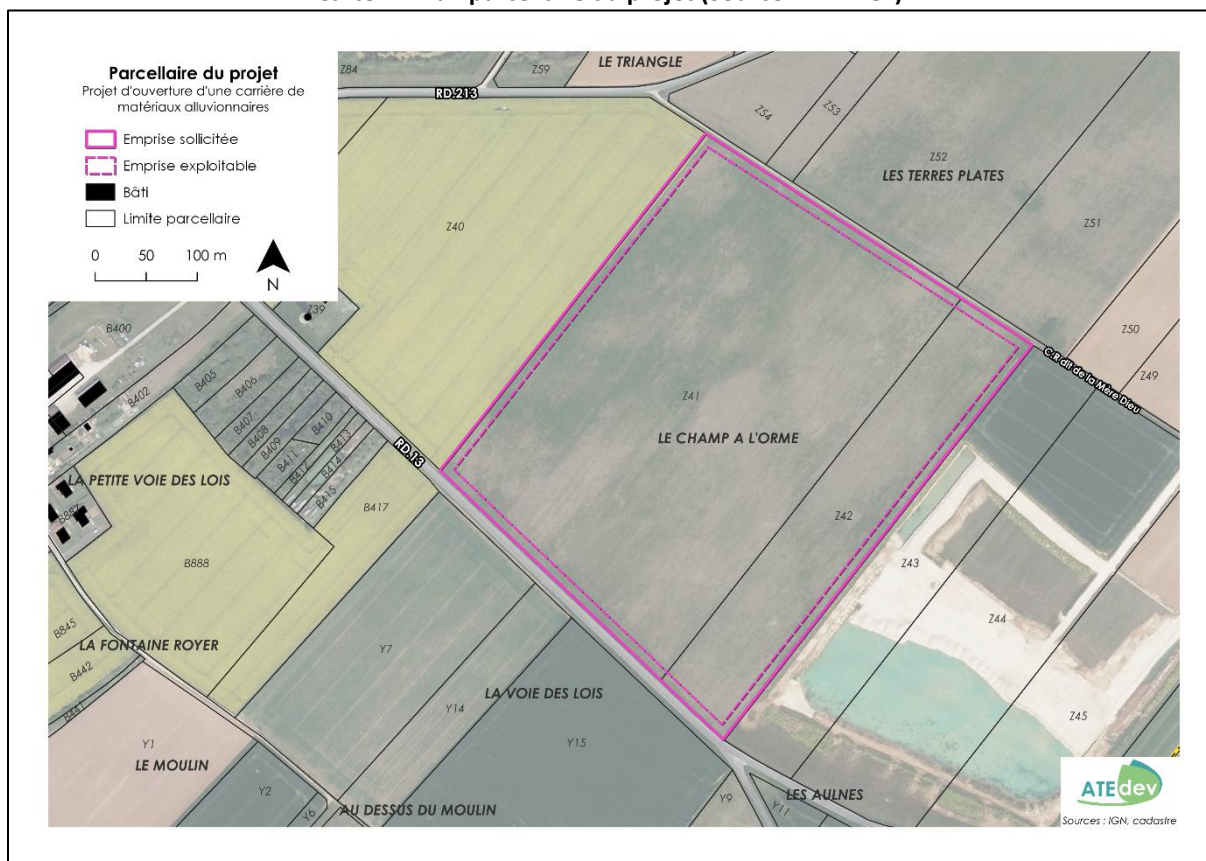 Parcellaire du projet
Projet d'ouverture d'une carrière de
matériaux alluvionnaires
Emprise sollicitée
Emprise exploitable
Bâti
Limite parcellaire
0 50 100 m
N
Z84
Z59
LE TRIANGLE
RD.213
Z54
Z53
Z52
LES TERRES PLATES
Z51
Z40
Z39
B400
Z50
Z49
C.R dit de la Mère Dieu
B402
B405
B406
B407
B408
B409
B410
B411
B412
B413
B414
B415
Z41
LE CHAMP A L'ORME
RD.13
LA PETITE VOIE DES LOIS
B887
B417
Z42
Z43
B888
Z44
B845
LA FONTAINE ROYER
B442
B441
Y7
Y14
LA VOIE DES LOIS
Z45
Y1
LE MOULIN
Y15
Y2
Y6
AU DESSUS DU MOULIN
Y9
Y11
LES AULNES
ATEdev
Sources : IGN, cadastre